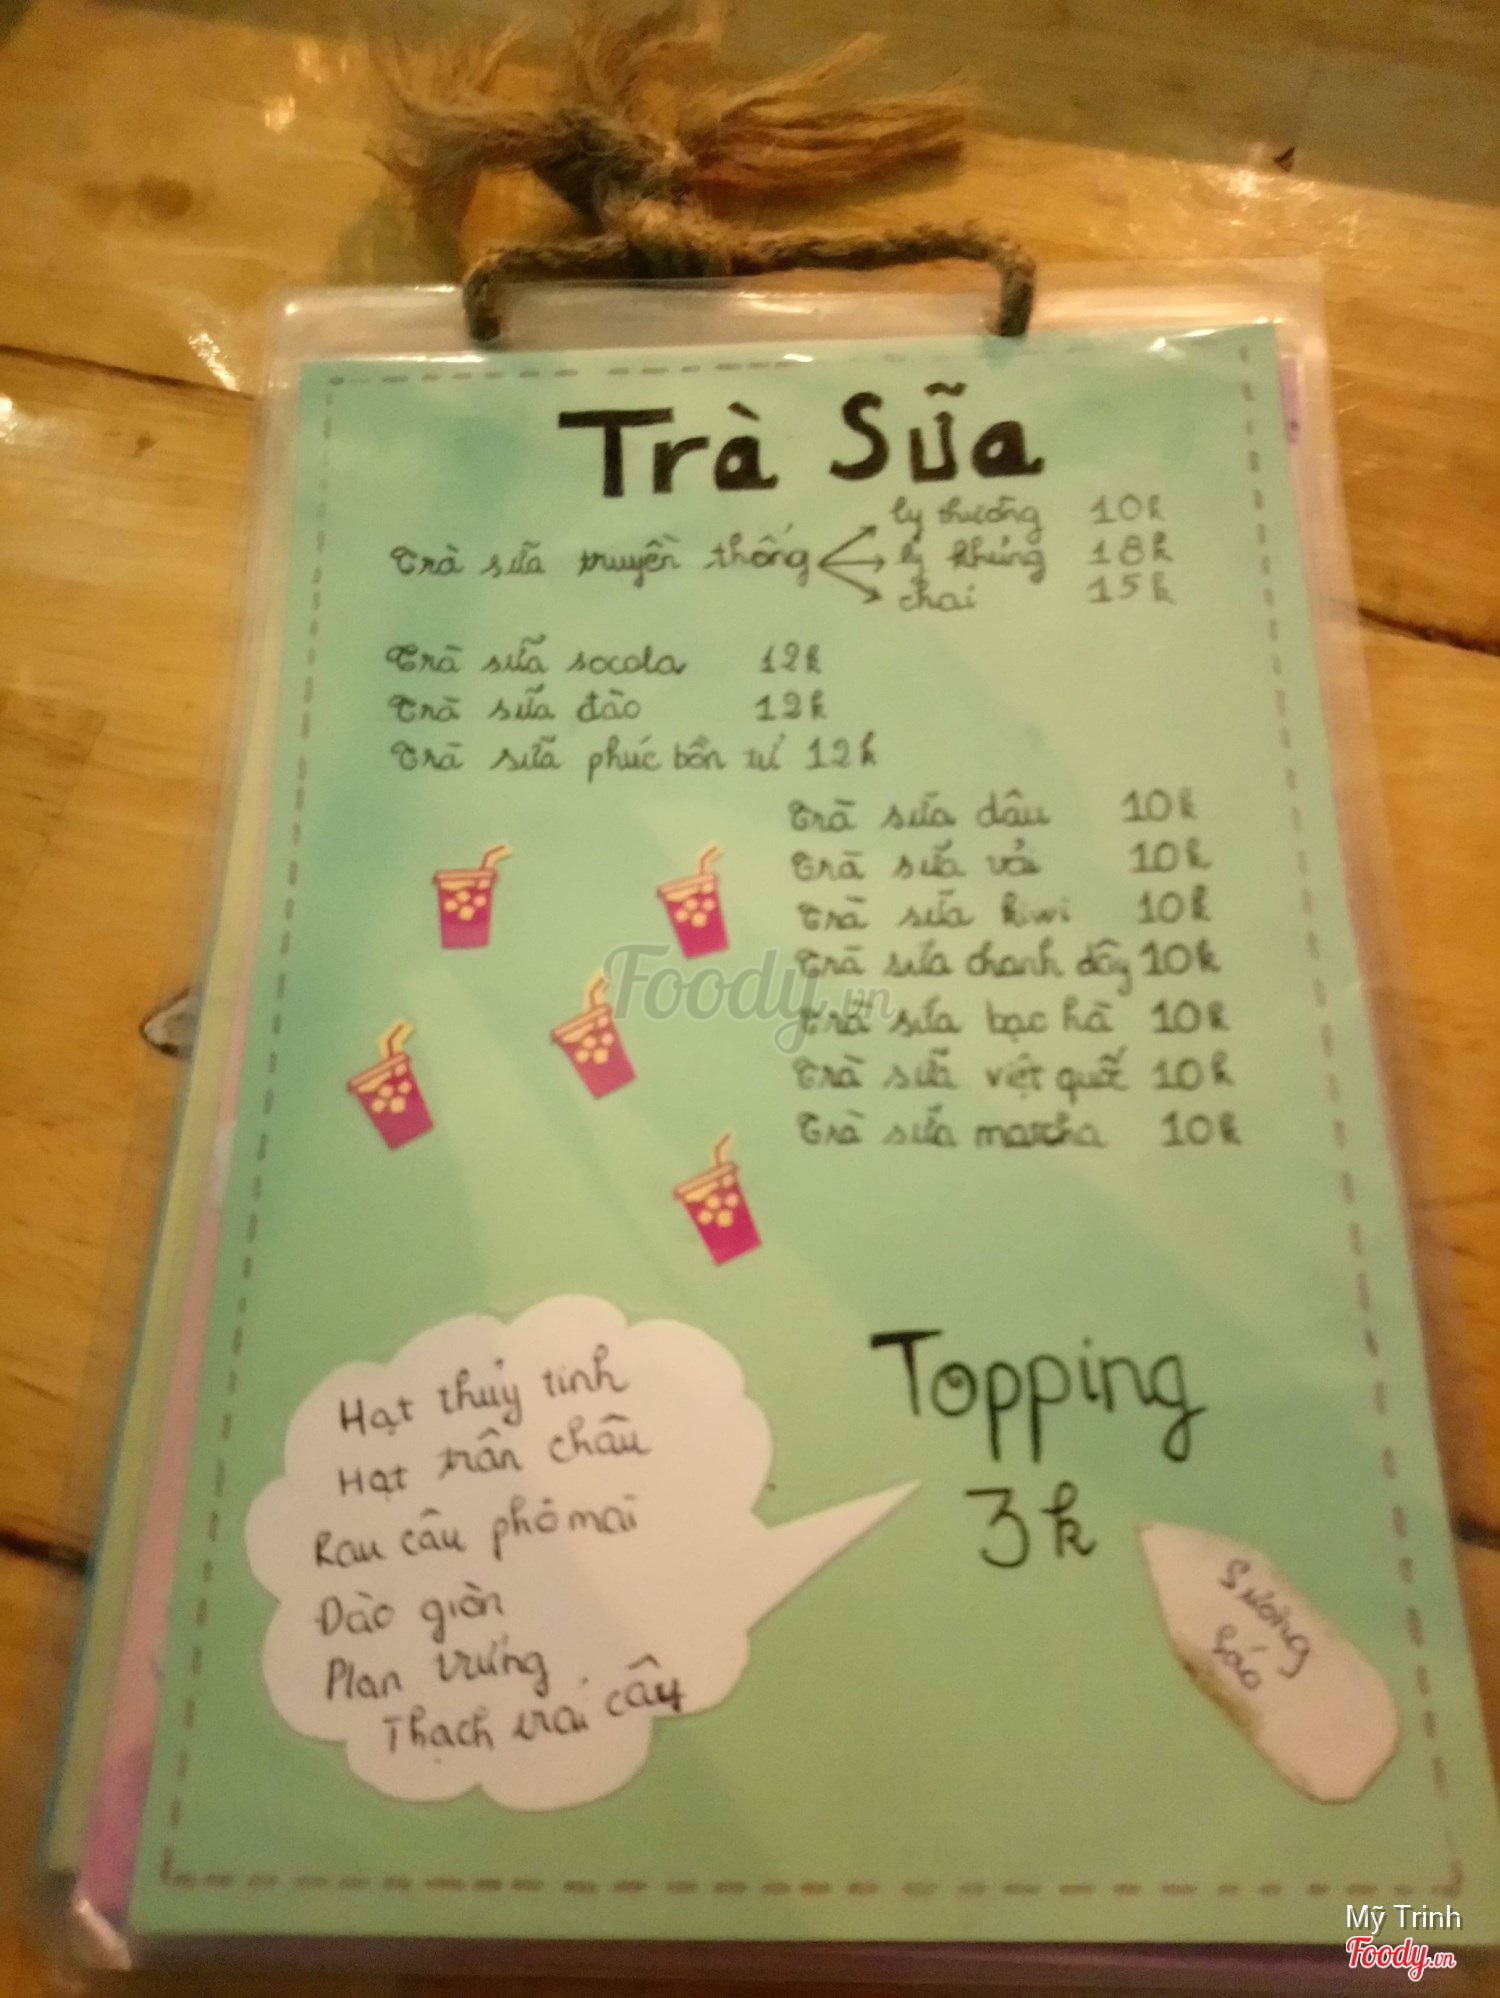 Trà Sữa
Trà sữa truyền thống
ly thường 10k
ly khủng 18k
chai 15k
Trà sữa socola 12k
Trà sữa đào 12k
Trà sữa phúc bồn tử 12k
Trà sữa dâu 10k
Trà sữa vải 10k
Trà sữa kiwi 10k
Trà sữa chanh dây 10k
Trà sữa bạc hà 10k
Trà sữa việt quất 10k
Trà sữa matcha 10k
Foody.vn
Hạt thủy tinh
Hạt trân châu
Rau câu phô mai
Đào giòn
Plan trứng
Thạch trái cây
Topping
3k
Sương
sáo
Mỹ Trinh
Foody.vn